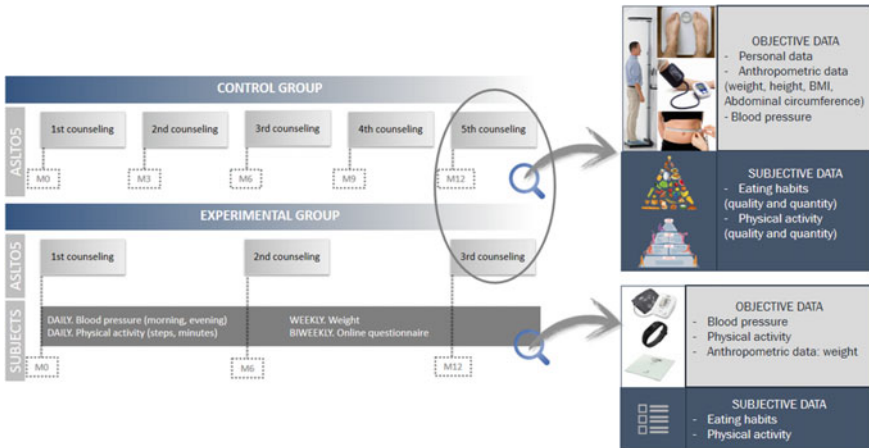 CONTROL GROUP
ASLTOS
1st counseling
2nd counseling
3rd counseling
4th counseling
5th counseling
M0
M3
M6
M9
M12
EXPERIMENTAL GROUP
ASLTOS
1st counseling
2nd counseling
3rd counseling
SUBJECTS
DAILY. Blood pressure (morning, evening)
DAILY. Physical activity (steps, minutes)
WEEKLY. Weight
BIWEEKLY. Online questionnaire
M0
M6
M12
OBJECTIVE DATA
- Personal data
- Anthropometric data
(weight, height, BMI,
Abdominal circumference)
- Blood pressure
SUBJECTIVE DATA
- Eating habits
(quality and quantity)
- Physical activity
(quality and quantity)
OBJECTIVE DATA
- Blood pressure
- Physical activity
- Anthropometric data: weight
SUBJECTIVE DATA
- Eating habits
- Physical activity